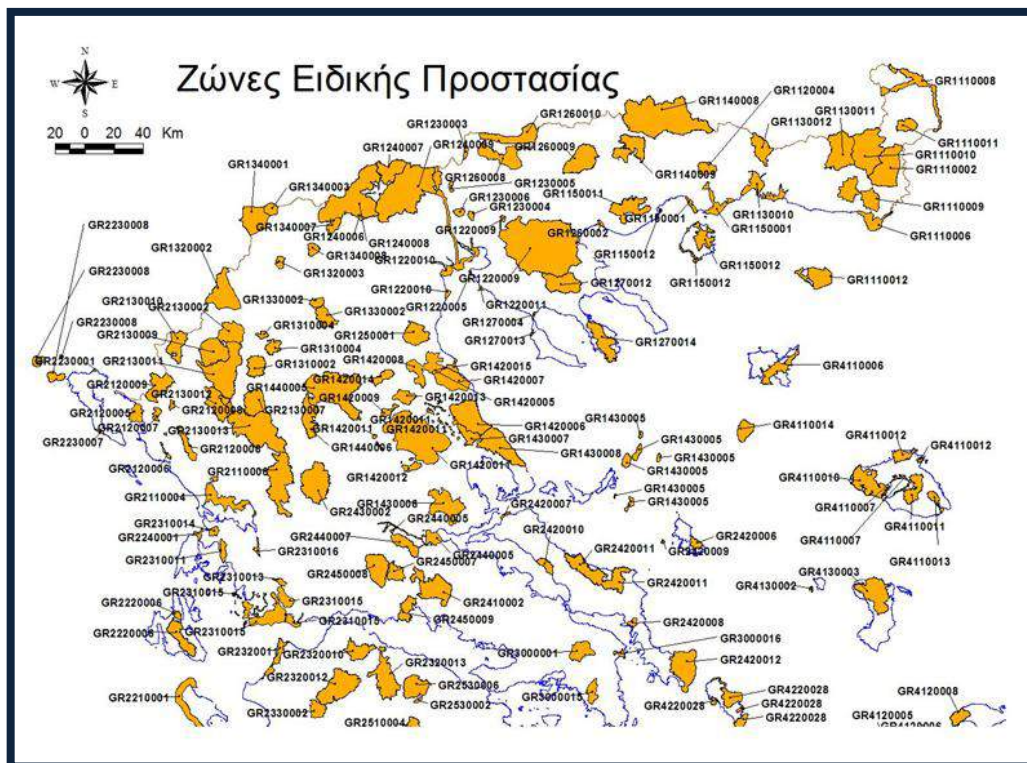 N
W E
S
Ζώνες Ειδικής Προστασίας
20 0 20 40 Km
GR1110008
GR1120004
GR1140008
GR1130011
GR1260010
GR1130012
GR1230003
GR1240009
GR1260009
GR1240007
GR1110011
GR1110010
GR1340001
GR1110002
GR1260008
GR1140009
GR1340003
GR1230005
GR1150011
GR1230006
GR1230004
GR1110009
GR2230008
GR1340007
GR1220009
GR1130010
GR1240006
GR1150001
GR1110006
GR1320002
GR1240008
GR1340008
GR1150012
GR1150012
GR2230008
GR1220010
GR1320003
GR1220009
GR1150012
GR1110012
GR1270012
GR2130010
GR1330002
GR1220010
GR2130002
GR1330002
GR1220005
GR1220011
GR2230008
GR1310004
GR1270004
GR2130009
GR1250001
GR1310004
GR1270013
GR1270014
GR2230001
GR2130011
GR1310002
GR1420008
GR1420015
GR4110006
GR2120009
GR1440005
GR1420014
GR1420007
GR2130012
GR1420009
GR1420013
GR1420005
GR2120005
GR2120008
GR2130007
GR1420011
GR1420006
GR1430005
GR4110014
GR2120007
GR2130013
GR1420011
GR1420011
GR1430007
GR4110012
GR2230007
GR2120008
GR1440006
GR1430008
GR1430005
GR4110012
GR2120006
GR2110006
GR1420012
GR1420011
GR1430005
GR4110010
GR1430005
GR2110004
GR1430006
GR2420007
GR1430005
GR4110007
GR2430002
GR2440005
GR4110011
GR2310014
GR2440007
GR2420010
GR2420006
GR4110007
GR2240001
GR2310016
GR2440005
GR2420011
GR2420009
GR4110013
GR2310011
GR2450007
GR2310013
GR2450008
GR2420011
GR4130002
GR4130003
GR2310015
GR2310015
GR2410002
GR2220006
GR2310015
GR2450009
GR2420008
GR2220006
GR2310015
GR3000016
GR2320011
GR2320010
GR3000001
GR2320013
GR2420012
GR2320012
GR2530006
GR4220028
GR4120008
GR2210001
GR2530002
GR3000015
GR4220028
GR4220028
GR2330002
GR2510004
GR4220028
GR4120005